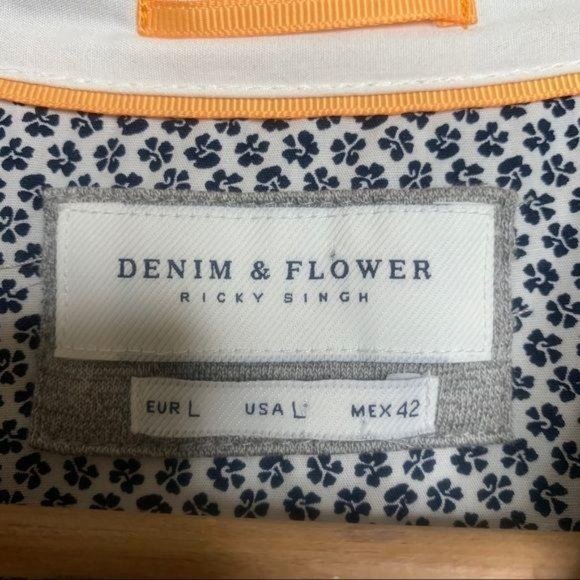 DENIM & FLOWER
RICKY SINGH
EUR L USA L MEX 42